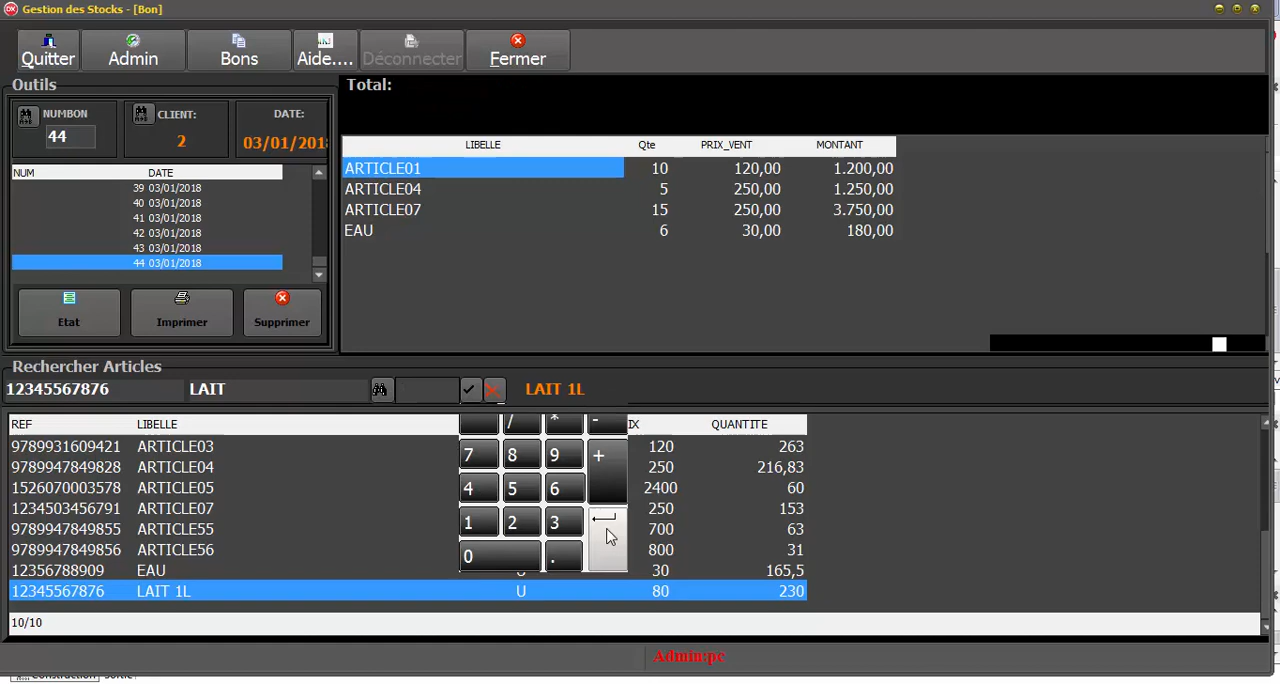 Gestion des Stocks - [Bon]
Quitter Admin Bons Aide.... Déconnecter Fermer
Outils
Total:
NUMBON CLIENT: DATE:
44 2 03/01/2018
NUM DATE
39 03/01/2018
40 03/01/2018
41 03/01/2018
42 03/01/2018
43 03/01/2018
44 03/01/2018
Etat Imprimer Supprimer
LIBELLE Qte PRIX_VENT MONTANT
ARTICLE01 10 120,00 1.200,00
ARTICLE04 5 250,00 1.250,00
ARTICLE07 15 250,00 3.750,00
EAU 6 30,00 180,00
Rechercher Articles
12345567876 LAIT LAIT 1L
REF LIBELLE IX QUANTITE
9789931609421 ARTICLE03 120 263
9789947849828 ARTICLE04 250 216,83
1526070003578 ARTICLE05 2400 60
1234503456791 ARTICLE07 250 153
9789947849855 ARTICLE55 700 63
9789947849856 ARTICLE56 800 31
12356788909 EAU U 30 165,5
12345567876 LAIT 1L U 80 230
/ * -
7 8 9 +
4 5 6
1 2 3
0 .
10/10
Admin:pc
Construction Sortie